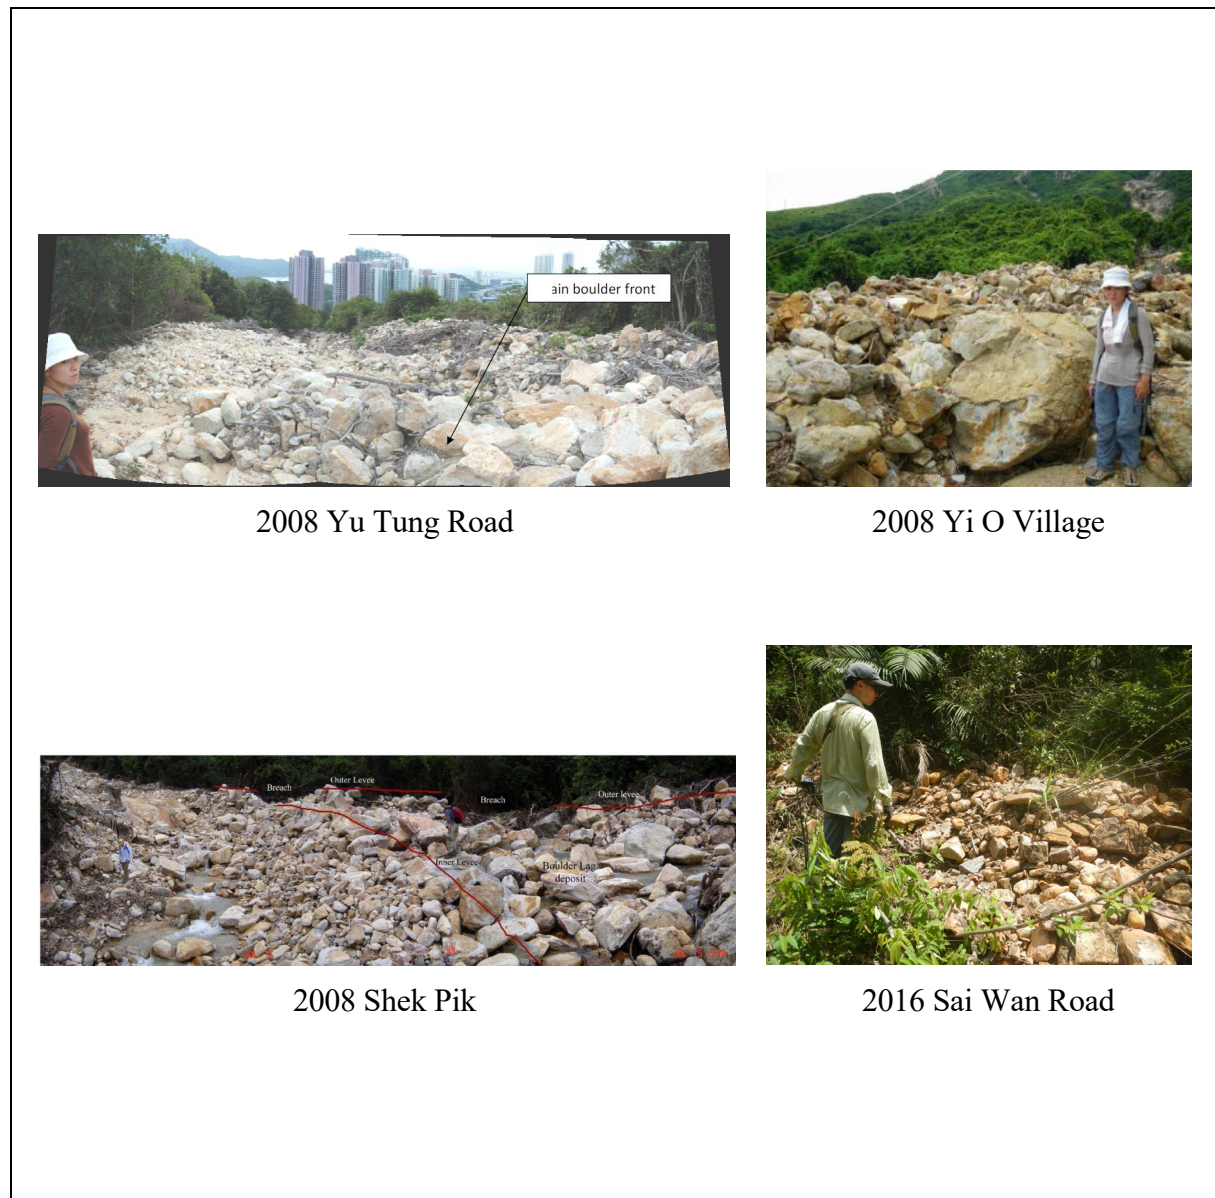 ain boulder front
2008 Yu Tung Road
2008 Yi O Village
Outer Levee
Breach
Breach
Outer levee
Inner Levee
Boulder Lag
deposit
2008 Shek Pik
2016 Sai Wan Road